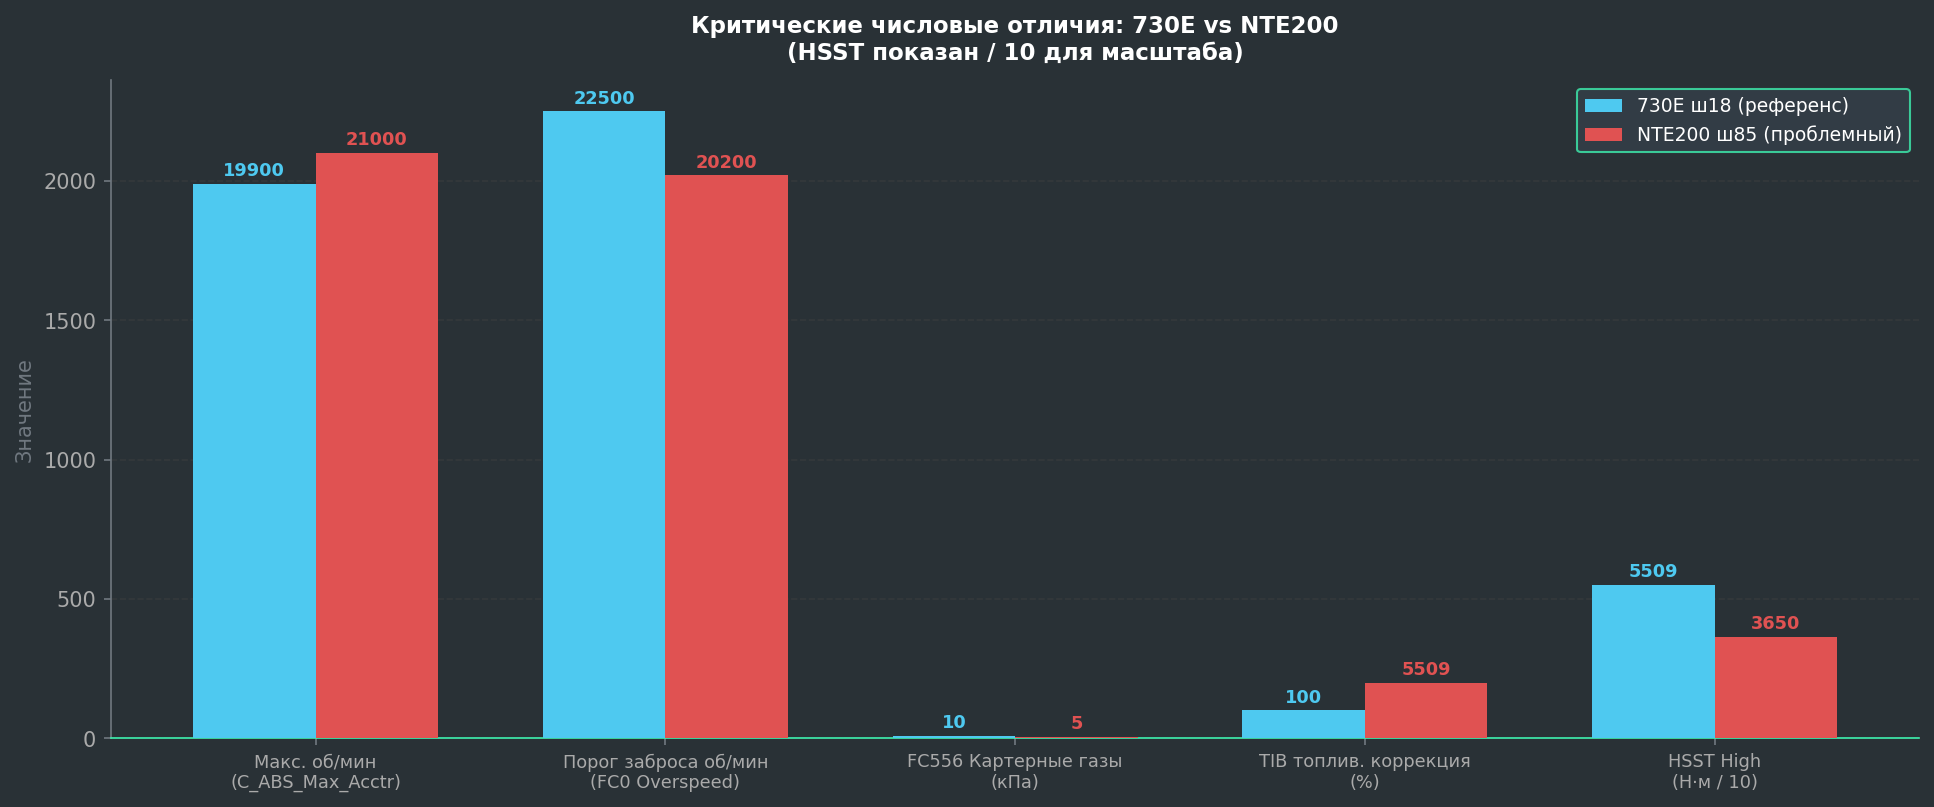 Критические числовые отличия: 730E vs NTE200
(HSST показан / 10 для масштаба)
730E ш18 (референс)
NTE200 ш85 (проблемный)
Значение
2000
1500
1000
500
0
19900
21000
22500
20200
10
5
100
5509
5509
3650
Макс. об/мин
(C_ABS_Max_Acctr)
Порог заброса об/мин
(FC0 Overspeed)
FC556 Картерные газы
(кПа)
TIB топлив. коррекция
(%)
HSST High
(Н·м / 10)